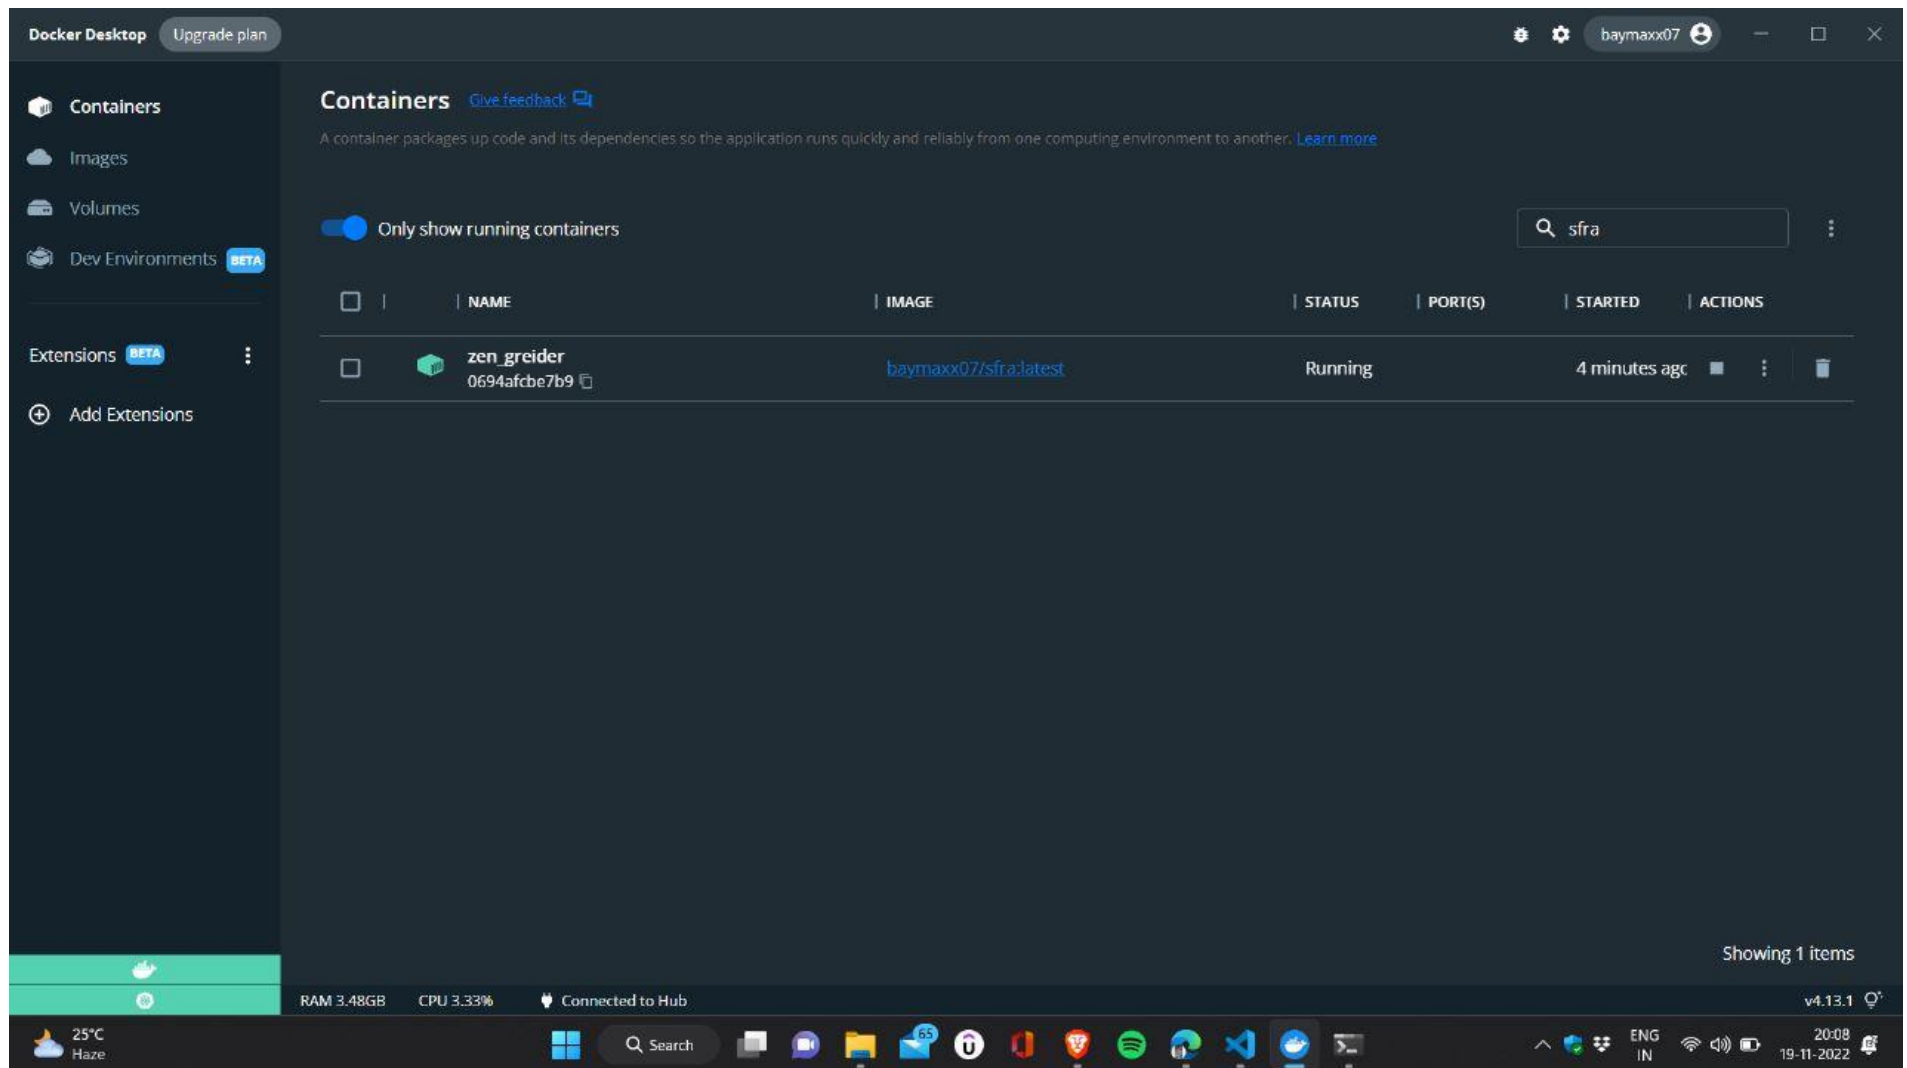 Docker Desktop Upgrade plan baymaxx07
Containers
Images
Volumes
Dev Environments BETA
Extensions BETA
Add Extensions
Containers Give feedback
A container packages up code and its dependencies so the application runs quickly and reliably from one computing environment to another. Learn more
Only show running containers
sfra
NAME IMAGE STATUS PORT(S) STARTED ACTIONS
zen_greider
0694afcbe7b9
baymaxx07/sfra:latest
Running
4 minutes agc
Showing 1 items
RAM 3.48GB CPU 3.33% Connected to Hub v4.13.1
25°C
Haze
Search
65
ENG
IN
20:08
19-11-2022